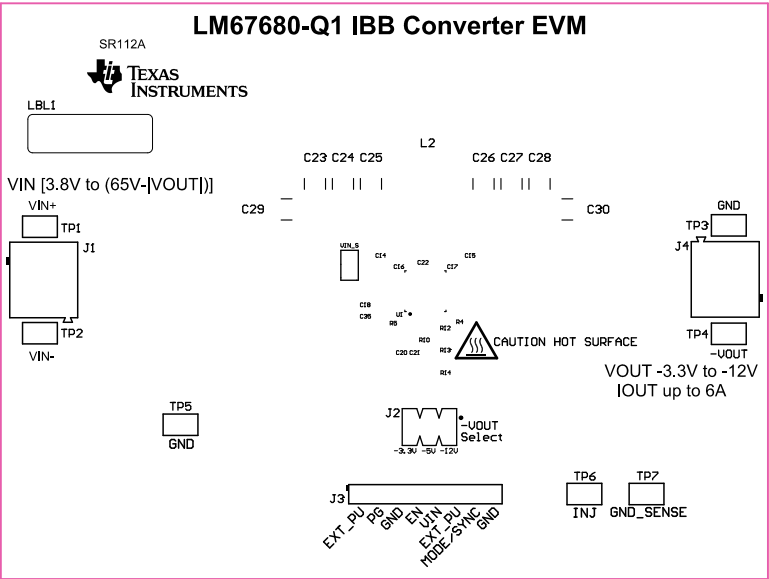 LM67680-Q1 IBB Converter EVM
SR112A
TEXAS
INSTRUMENTS
LBL1
L2
C23 C24 C25
C26 C27 C28
VIN [3.8V to (65V-|VOUT|)]
C29
C30
VIN+
TP1
J1
TP2
VIN-
GND
TP3
J4
TP4
-VOUT
VIN_S
C14
C16
C22
C17
C15
C18
C35
U1
R5
R12
R4
R10
C20 C21
R13
R14
CAUTION HOT SURFACE
VOUT -3.3V to -12V
IOUT up to 6A
TP5
GND
J2
-VOUT
Select
-3.3V -5V -12V
J3
EXT_PU
PG
GND
EN
VIN
EXT_PU
MODE/SYNC
GND
TP6
INJ
TP7
GND_SENSE